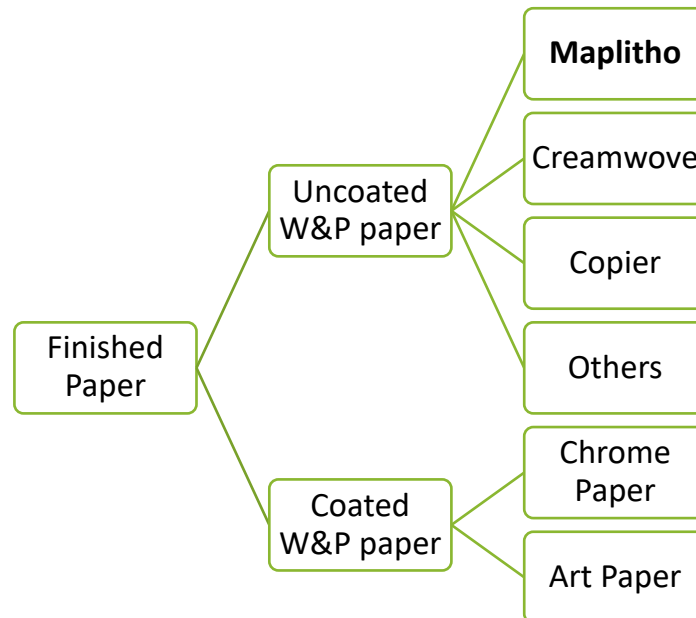 Maplitho
Creamwove
Uncoated
W&P paper
Copier
Others
Finished
Paper
Chrome
Paper
Coated
W&P paper
Art Paper